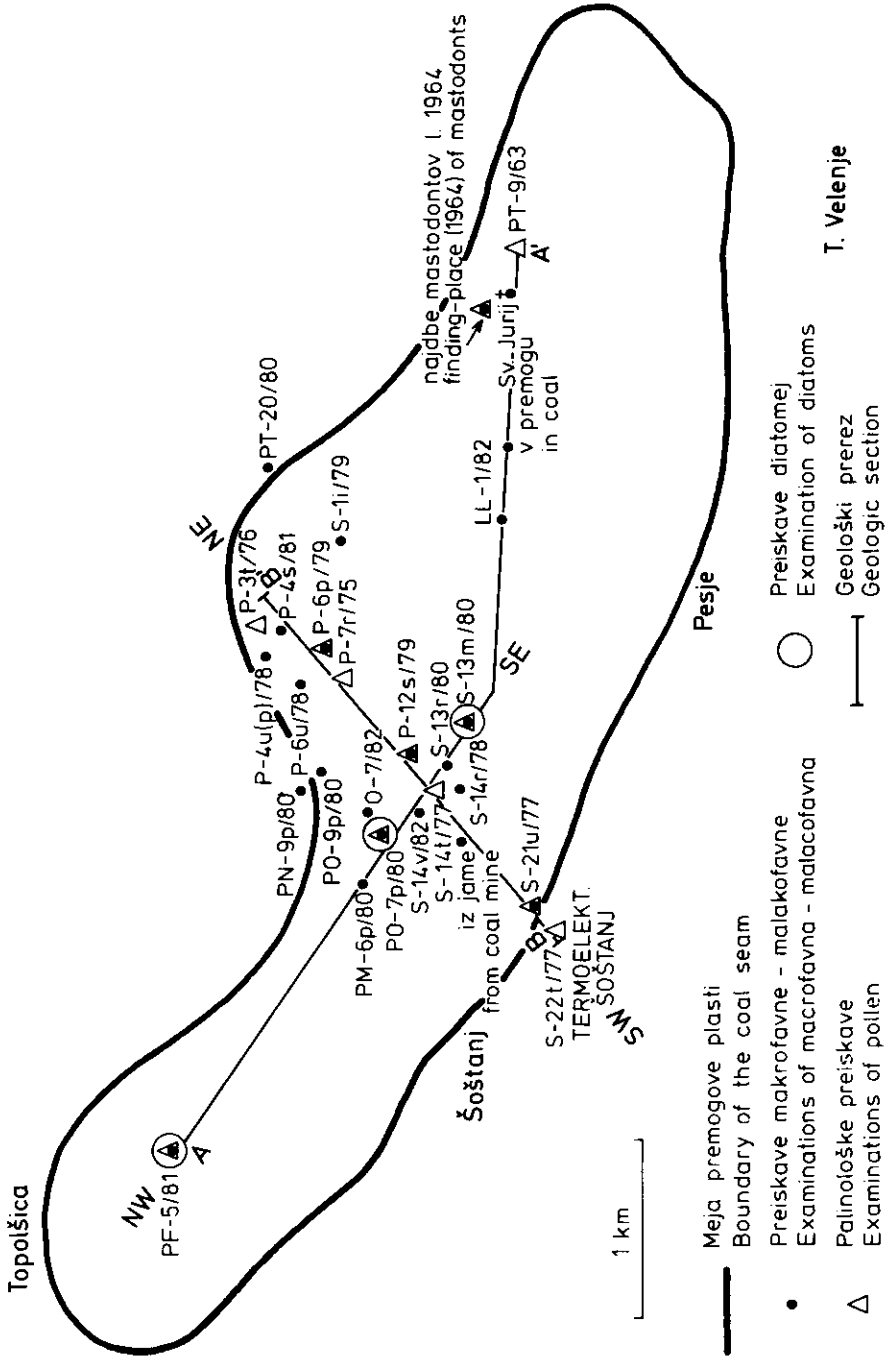 Topolšica
NW
PF-5/81
A
PM-6p/80
PO-7p/80
O-7/82
PN-9p/80
PO-9p/80
P-6u/78
P-4u(p)/78
P-3t/76
NE
B'
P-4s/81
PT-20/80
P-6p/79
S-1i/79
P-7r/75
P-12s/79
S-14v/82
S-14t/77
S-13r/80
S-14r/78
S-13m/80
SE
iz jame
from coal mine
S-21u/77
B
S-22t/77
TERMOELEKT.
ŠOŠTANJ
SW
Šoštanj
LL-1/82
v premogu
in coal
Sv. Jurij
najdbe mastodontov l. 1964
finding-place (1964) of mastodonts
PT-9/63
A'
Pesje
T. Velenje
1 km
Meja premogove plasti
Boundary of the coal seam
Preiskave makrofavne - malakofavne
Examinations of macrofavna - malacofavna
Palinološke preiskave
Examinations of pollen
Preiskave diatomej
Examination of diatoms
Geološki prerez
Geologic section